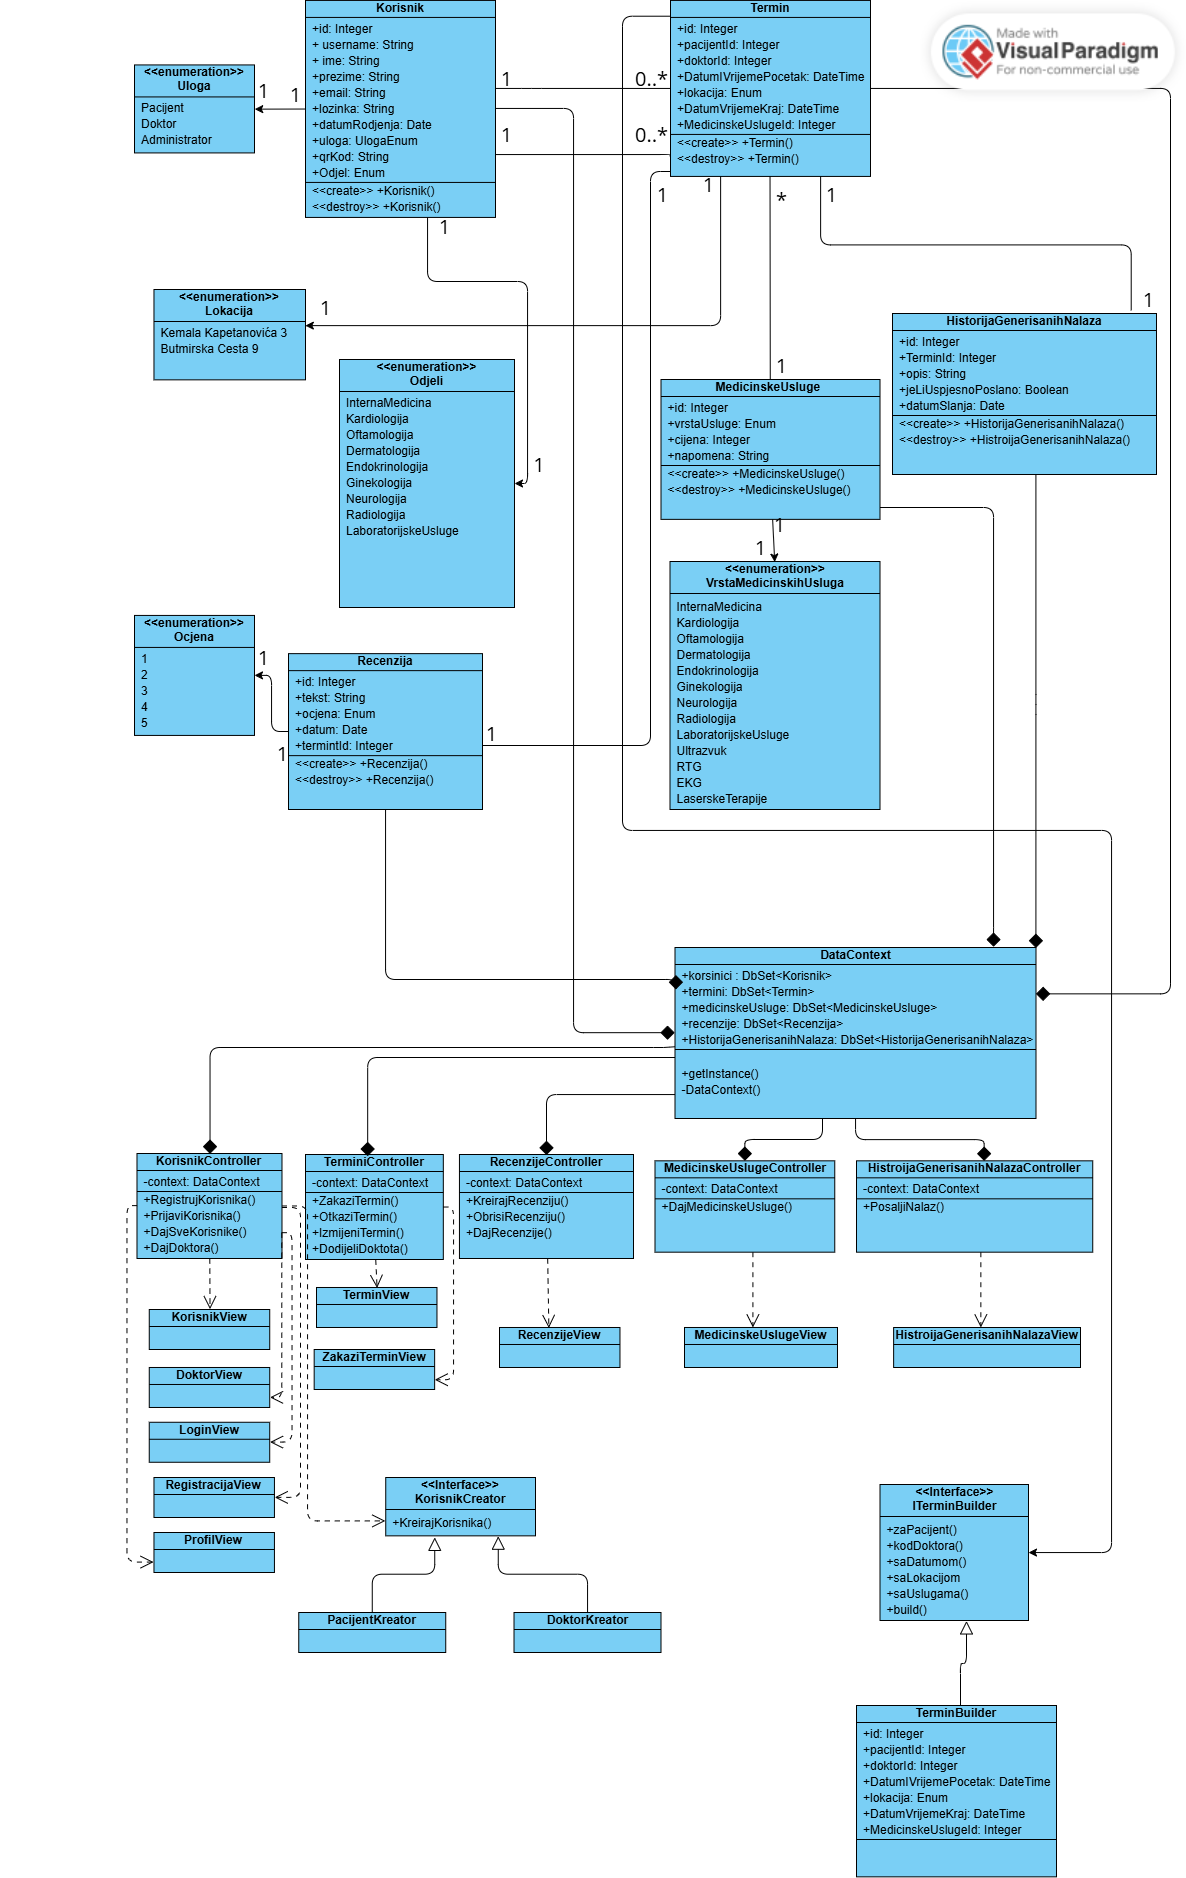 Korisnik
+id: Integer
+ username: String
+ ime: String
+prezime: String
+email: String
+lozinka: String
+datumRodjenja: Date
+uloga: UlogaEnum
+qrKod: String
+Odjel: Enum
<<create>> +Korisnik()
<<destroy>> +Korisnik()
Termin
+id: Integer
+pacijentId: Integer
+doktorId: Integer
+DatumIVrijemePocetak: DateTime
+lokacija: Enum
+DatumVrijemeKraj: DateTime
+MedicinskeUslugeId: Integer
<<create>> +Termin()
<<destroy>> +Termin()
Made with
VisualParadigm
For non-commercial use
<<enumeration>>
Uloga
Pacijent
Doktor
Administrator
1
1
1
0..*
1
0..*
1
1
1
*
1
<<enumeration>>
Lokacija
Kemala Kapetanovića 3
Butmirska Cesta 9
1
1
HistorijaGenerisanihNalaza
+id: Integer
+TerminId: Integer
+opis: String
+jeLiUspjesnoPoslano: Boolean
+datumSlanja: Date
<<create>> +HistorijaGenerisanihNalaza()
<<destroy>> +HistroijaGenerisanihNalaza()
<<enumeration>>
Odjeli
InternaMedicina
Kardiologija
Oftamologija
Dermatologija
Endokrinologija
Ginekologija
Neurologija
Radiologija
LaboratorijskeUsluge
1
1
MedicinskeUsluge
+id: Integer
+vrstaUsluge: Enum
+cijena: Integer
+napomena: String
<<create>> +MedicinskeUsluge()
<<destroy>> +MedicinskeUsluge()
1
1
<<enumeration>>
VrstaMedicinskihUsluga
InternaMedicina
Kardiologija
Oftamologija
Dermatologija
Endokrinologija
Ginekologija
Neurologija
Radiologija
LaboratorijskeUsluge
Ultrazvuk
RTG
EKG
LaserskeTerapije
<<enumeration>>
Ocjena
1
2
3
4
5
1
1
Recenzija
+id: Integer
+tekst: String
+ocjena: Enum
+datum: Date
+termintId: Integer
<<create>> +Recenzija()
<<destroy>> +Recenzija()
1
DataContext
+korsinici : DbSet<Korisnik>
+termini: DbSet<Termin>
+medicinskeUsluge: DbSet<MedicinskeUsluge>
+recenzije: DbSet<Recenzija>
+HistorijaGenerisanihNalaza: DbSet<HistorijaGenerisanihNalaza>
+getInstance()
-DataContext()
KorisnikController
-context: DataContext
+RegistrujKorisnika()
+PrijaviKorisnika()
+DajSveKorisnike()
+DajDoktora()
TerminiController
-context: DataContext
+ZakaziTermin()
+OtkaziTermin()
+IzmijeniTermin()
+DodijeliDoktota()
RecenzijeController
-context: DataContext
+KreirajRecenziju()
+ObrisiRecenziju()
+DajRecenzije()
MedicinskeUslugeController
-context: DataContext
+DajMedicinskeUsluge()
HistroijaGenerisanihNalazaController
-context: DataContext
+PosaljiNalaz()
KorisnikView
DoktorView
LoginView
RegistracijaView
ProfilView
TerminView
ZakaziTerminView
RecenzijeView
MedicinskeUslugeView
HistroijaGenerisanihNalazaView
<<Interface>>
KorisnikCreator
+KreirajKorisnika()
PacijentKreator
DoktorKreator
<<Interface>>
ITerminBuilder
+zaPacijent()
+kodDoktora()
+saDatumom()
+saLokacijom
+saUslugama()
+build()
TerminBuilder
+id: Integer
+pacijentId: Integer
+doktorId: Integer
+DatumIVrijemePocetak: DateTime
+lokacija: Enum
+DatumVrijemeKraj: DateTime
+MedicinskeUslugeId: Integer